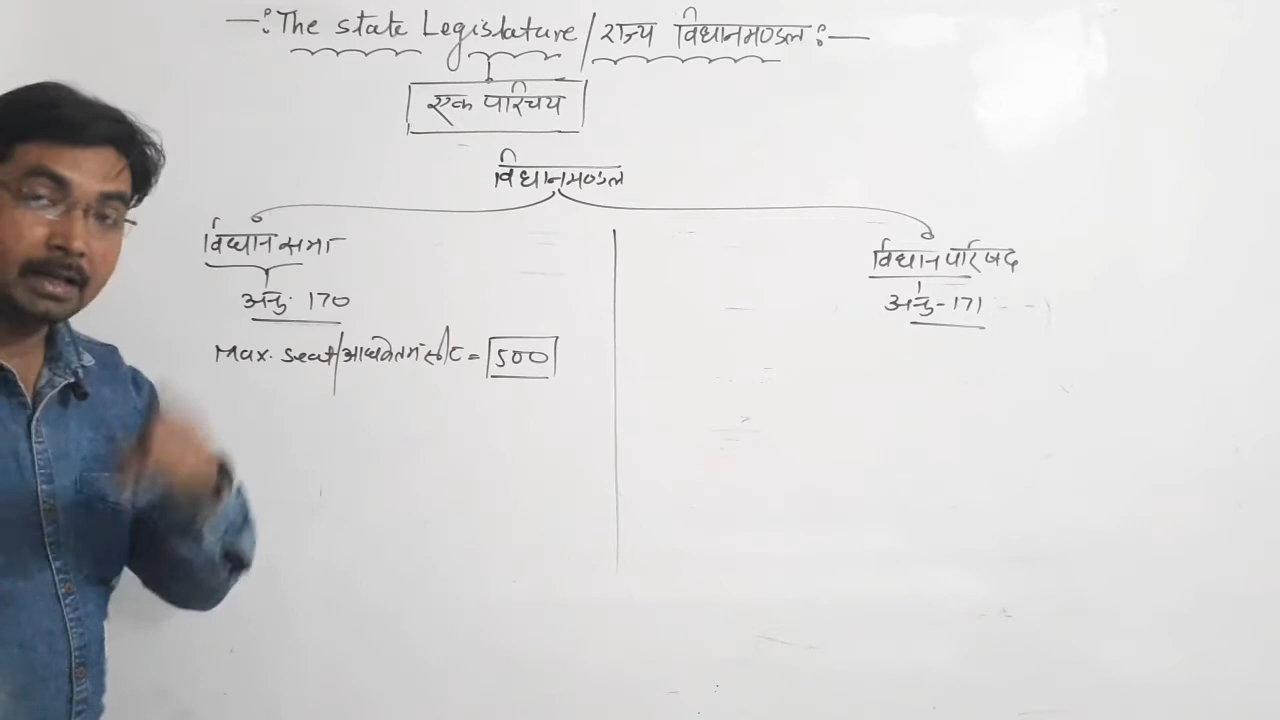 —: The state Legislature / राज्य विधानमण्डल :—
एक परिचय
विधानमण्डल
विधानसभा
अनु. 170
Max. Seat/अधिकतम सीट = 500
विधानपरिषद
अनु-171